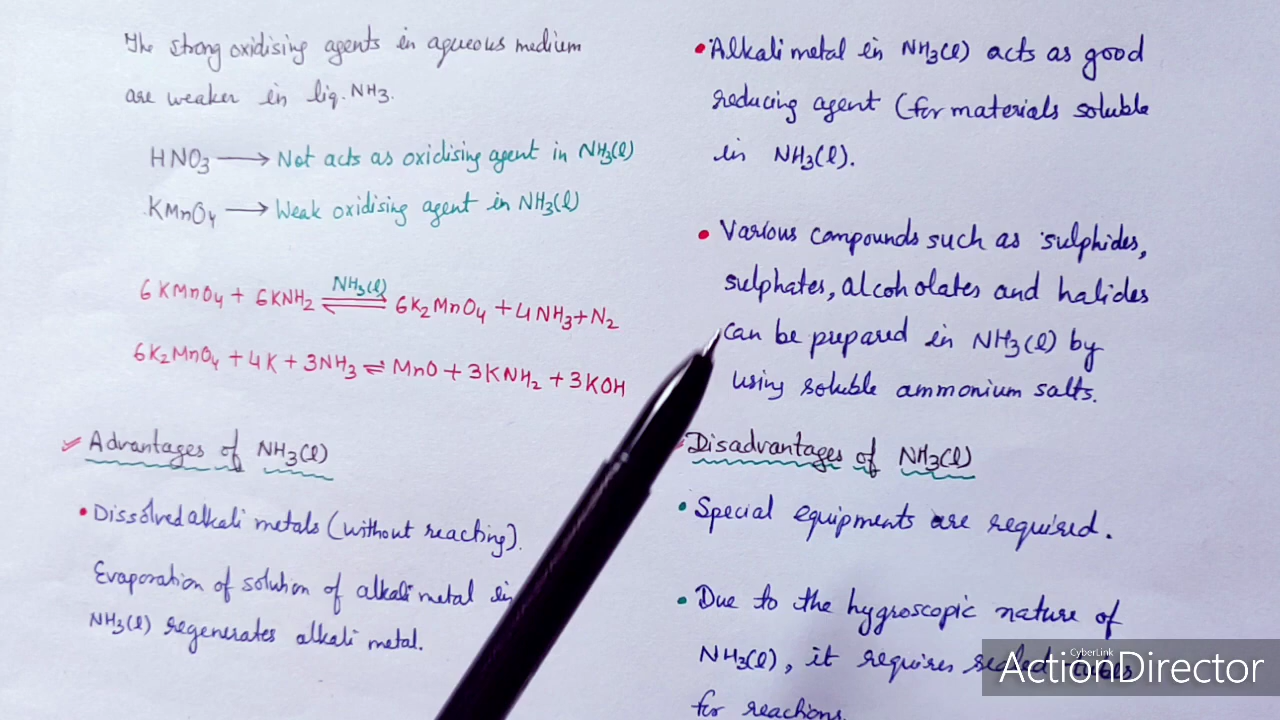 The strong oxidising agents in aqueous medium
are weaker in liq. NH3.
HNO3 → Not acts as oxidising agent in NH3(l)
KMnO4 → Weak oxidising agent in NH3(l)
NH3(l)
6KMnO4 + 6KNH2 ⇌ 6K2MnO4 + 4NH3 + N2
6K2MnO4 + 4K + 3NH3 ⇌ MnO + 3KNH2 + 3KOH
Advantages of NH3(l)
• Dissolved alkali metals (without reacting).
Evaporation of solution of alkali metal in
NH3(l) regenerates alkali metal.
• Alkali metal in NH3(l) acts as good
reducing agent (for materials soluble
in NH3(l).
• Various compounds such as sulphides,
sulphates, alcoholates and halides
can be prepared in NH3(l) by
using soluble ammonium salts.
Disadvantages of NH3(l)
• Special equipments are required.
• Due to the hygroscopic nature of
NH3(l), it requires sealed tubes
for reactions.
CyberLink
ActionDirector